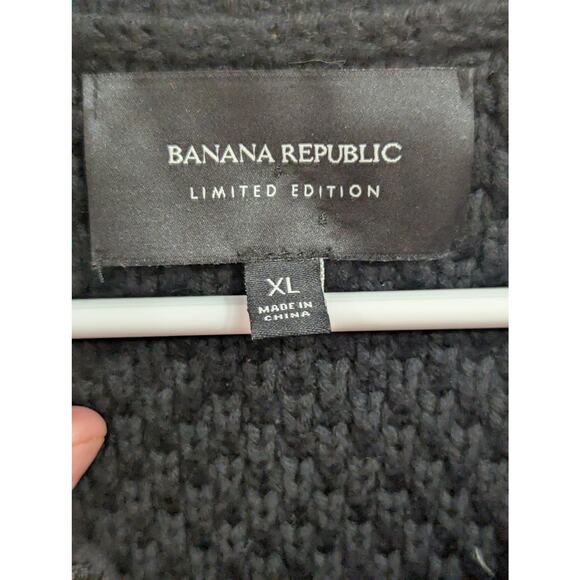 BANANA REPUBLIC
LIMITED EDITION
XL
MADE IN
CHINA